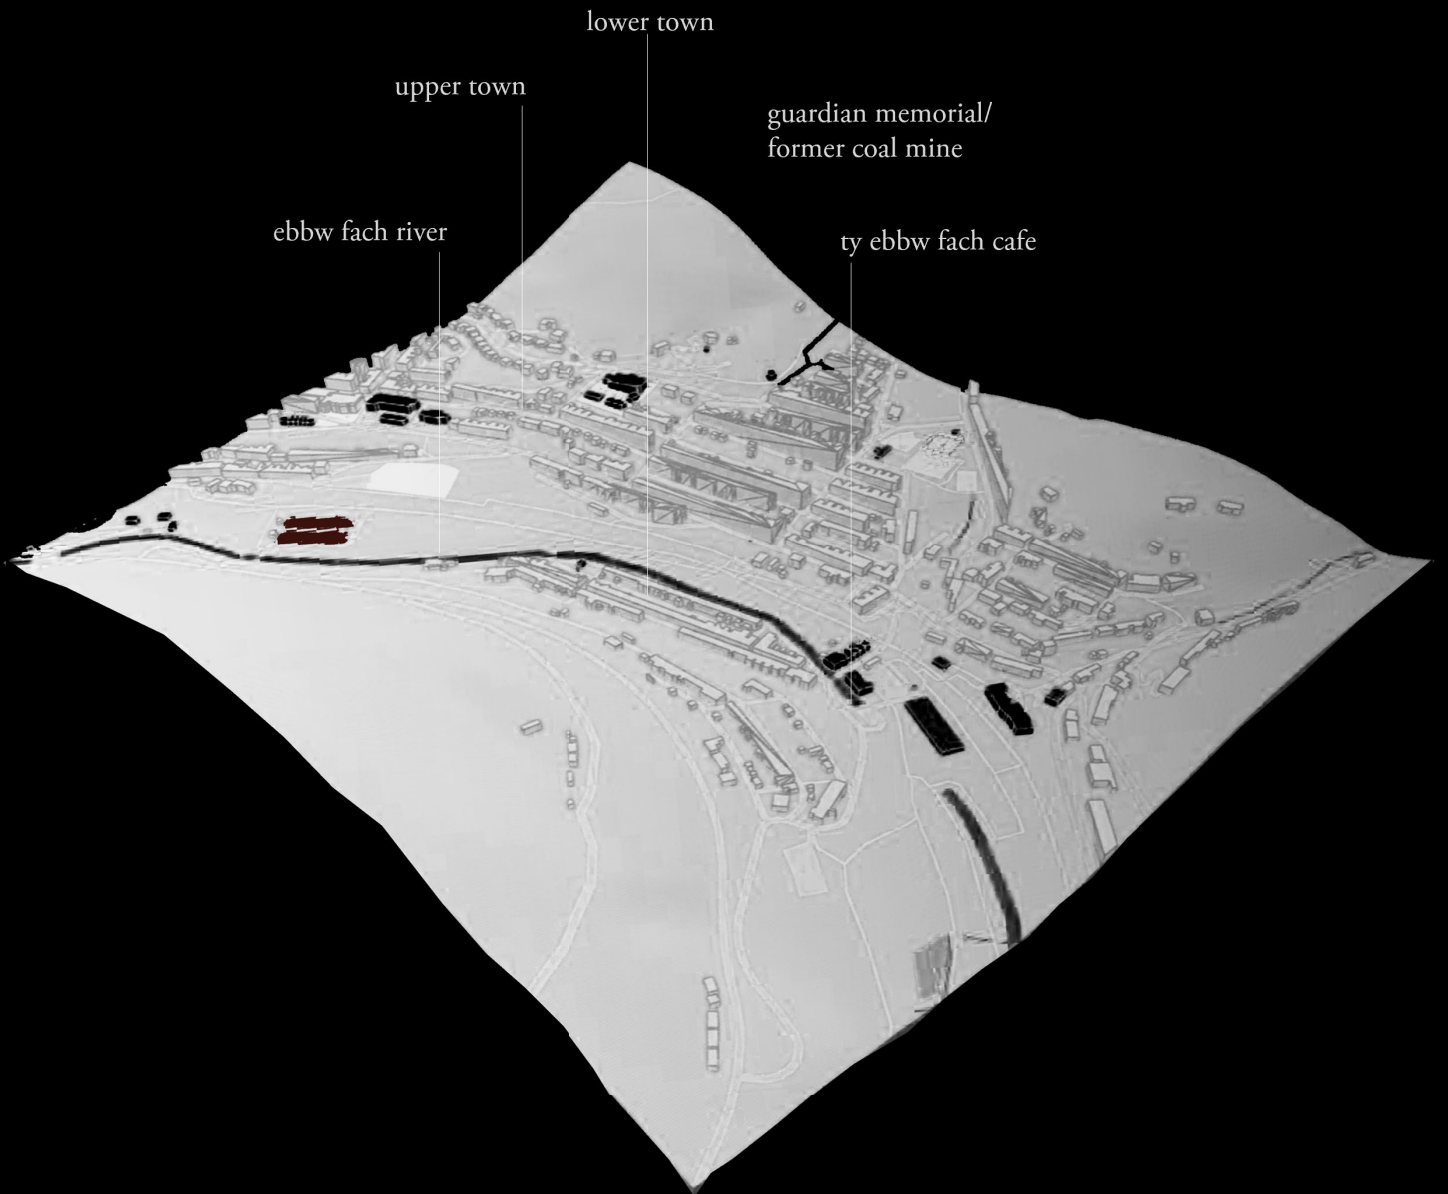 lower town
upper town
guardian memorial/
former coal mine
ebbw fach river
ty ebbw fach cafe